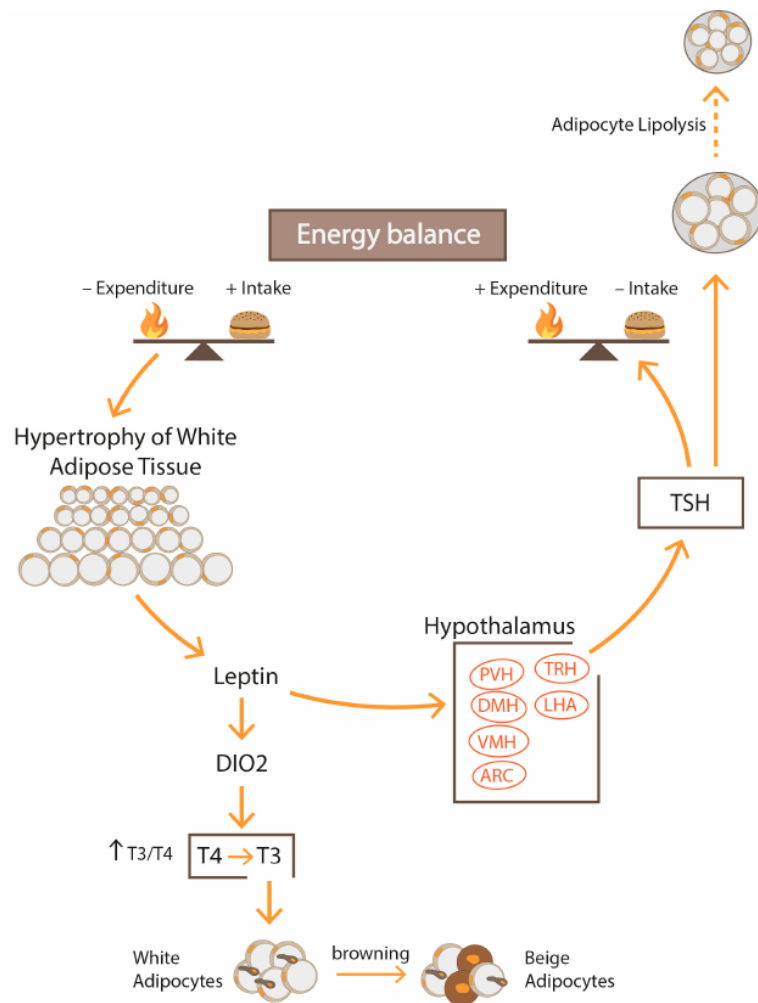 Adipocyte Lipolysis
Energy balance
– Expenditure
+ Intake
+ Expenditure
– Intake
Hypertrophy of White
Adipose Tissue
TSH
Hypothalamus
PVH
TRH
DMH
LHA
VMH
ARC
Leptin
DIO2
↑ T3/T4
T4 → T3
White
Adipocytes
browning
Beige
Adipocytes